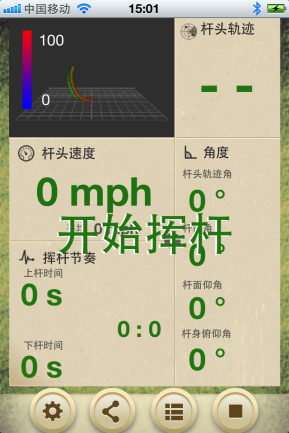 中国移动 15:01
100
0
杆头轨迹
- -
杆头速度
0 mph
角度
杆头轨迹角
0 °
开始挥杆
0 °
挥杆节奏
上杆时间
0 s
杆面仰角
0 °
0 : 0
下杆时间
0 s
杆身俯仰角
0 °